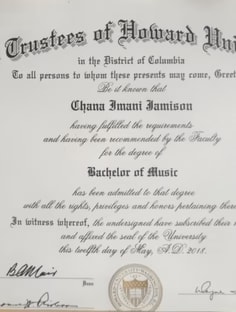 Trustees of Howard Uni
in the District of Columbia
To all persons to whom these presents may come, Greet
Be it known that
Chana Imani Jamison
having fulfilled the requirements
and having been recommended by the Faculty
for the degree of
Bachelor of Music
has been admitted to that degree
with all the rights, privileges and honors pertaining there
In witness whereof, the undersigned have subscribed their n
and affixed the seal of the University
this twelfth day of May, A.D. 2018.
Dean